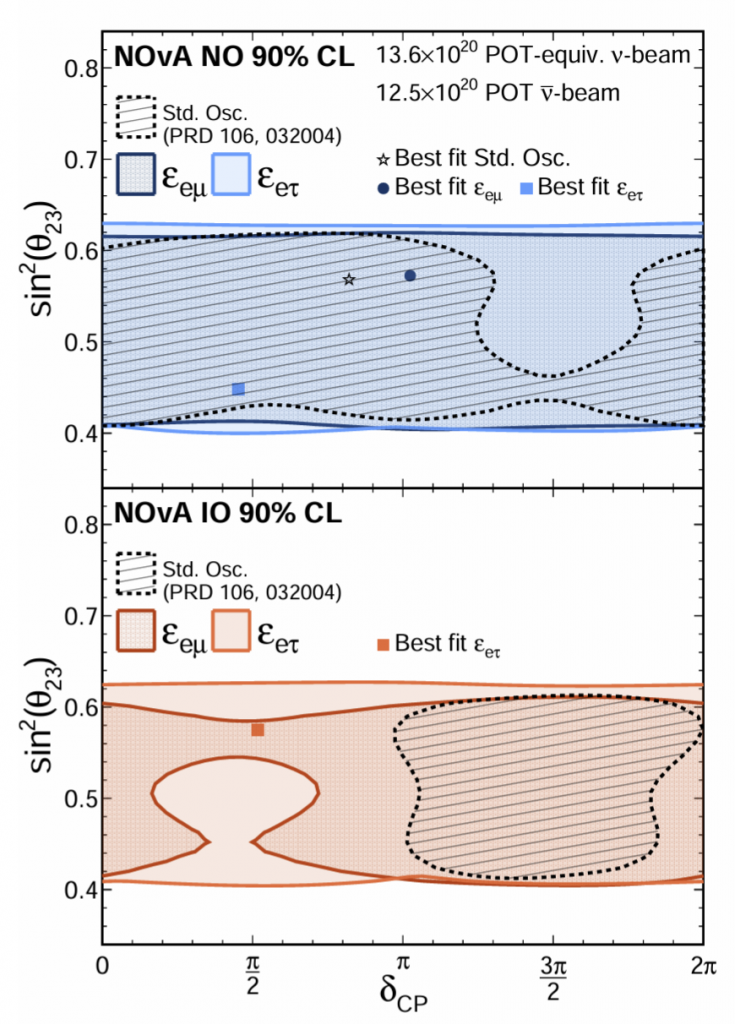 NOvA NO 90% CL
13.6×10²⁰ POT-equiv. ν-beam
12.5×10²⁰ POT ν̅-beam
Std. Osc.
(PRD 106, 032004)
εeμ εeτ
Best fit Std. Osc.
Best fit εeμ Best fit εeτ
sin²(θ₂₃)
0.8
0.7
0.6
0.5
0.4
NOvA IO 90% CL
Std. Osc.
(PRD 106, 032004)
εeμ εeτ
Best fit εeτ
sin²(θ₂₃)
0.8
0.7
0.6
0.5
0.4
0 π/2 π 3π/2 2π
δCP